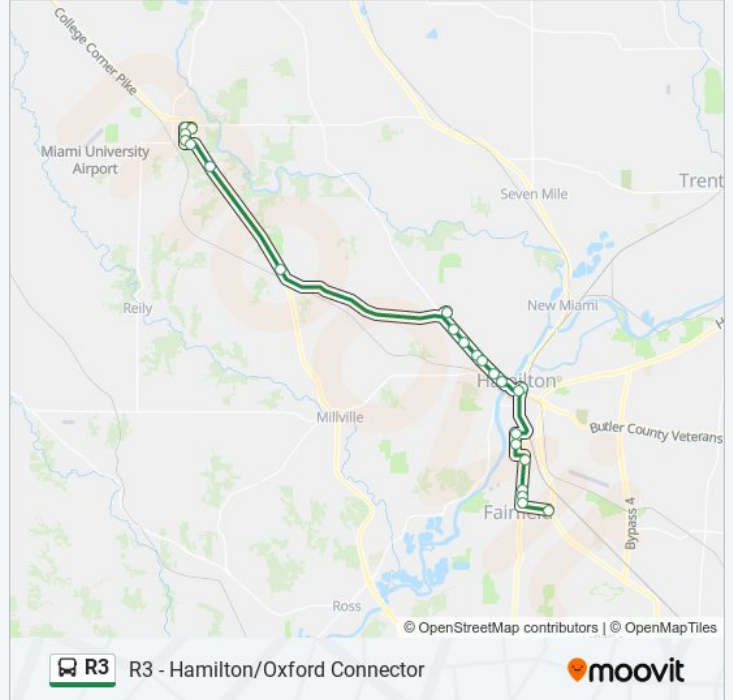 College Corner Pike
Miami University
Airport
Trent
Seven Mile
Reily
New Miami
H
Hamilton
Millville
Butler County Veterans
Fairfield
Bypass 4
Ross
© OpenStreetMap contributors | © OpenMapTiles
R3
R3 - Hamilton/Oxford Connector
moovit